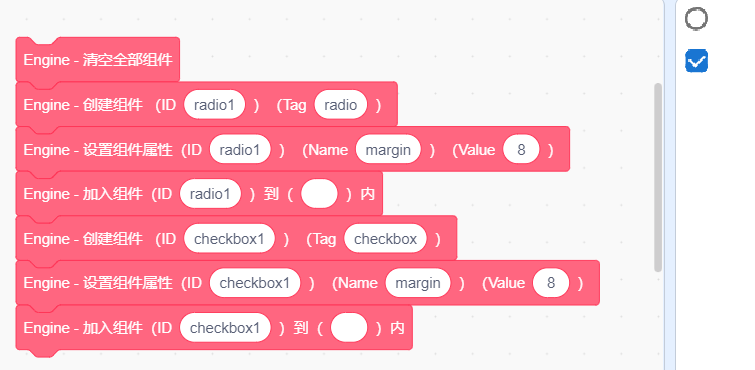 Engine - 清空全部组件
Engine - 创建组件 (ID radio1 ) (Tag radio )
Engine - 设置组件属性 (ID radio1 ) (Name margin ) (Value 8 )
Engine - 加入组件 (ID radio1 ) 到 ( ) 内
Engine - 创建组件 (ID checkbox1 ) (Tag checkbox )
Engine - 设置组件属性 (ID checkbox1 ) (Name margin ) (Value 8 )
Engine - 加入组件 (ID checkbox1 ) 到 ( ) 内